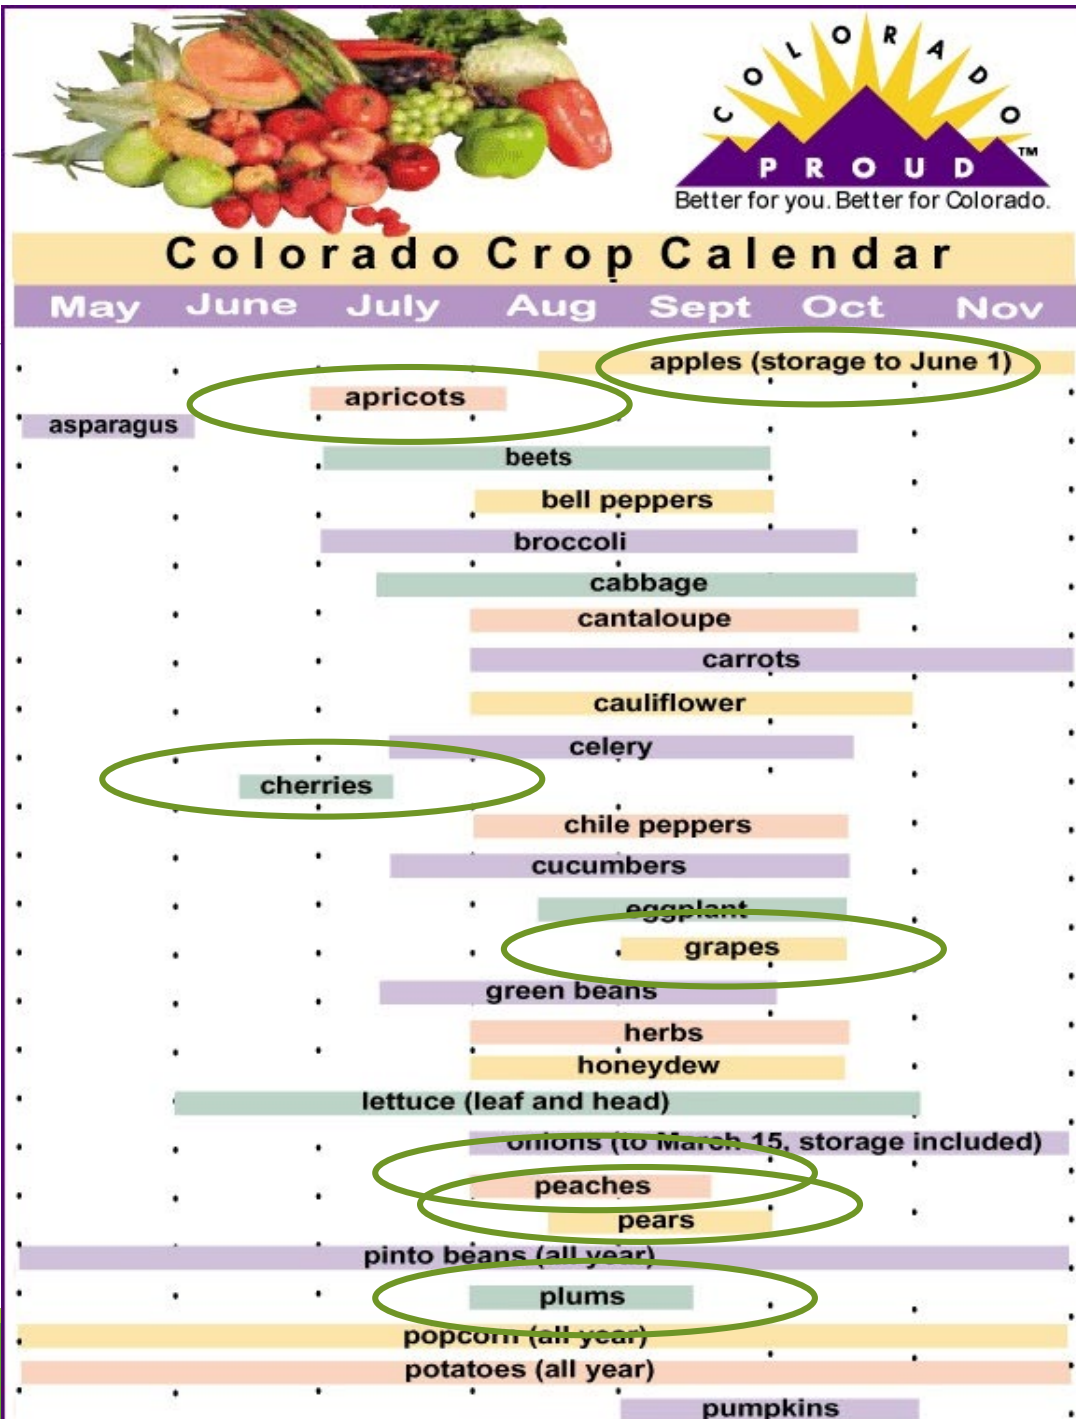 COLORADO
PROUD™
Better for you. Better for Colorado.
Colorado Crop Calendar
May June July Aug Sept Oct Nov
apples (storage to June 1)
apricots
asparagus
beets
bell peppers
broccoli
cabbage
cantaloupe
carrots
cauliflower
celery
cherries
chile peppers
cucumbers
eggplant
grapes
green beans
herbs
honeydew
lettuce (leaf and head)
onions (to March 15, storage included)
peaches
pears
pinto beans (all year)
plums
popcorn (all year)
potatoes (all year)
pumpkins